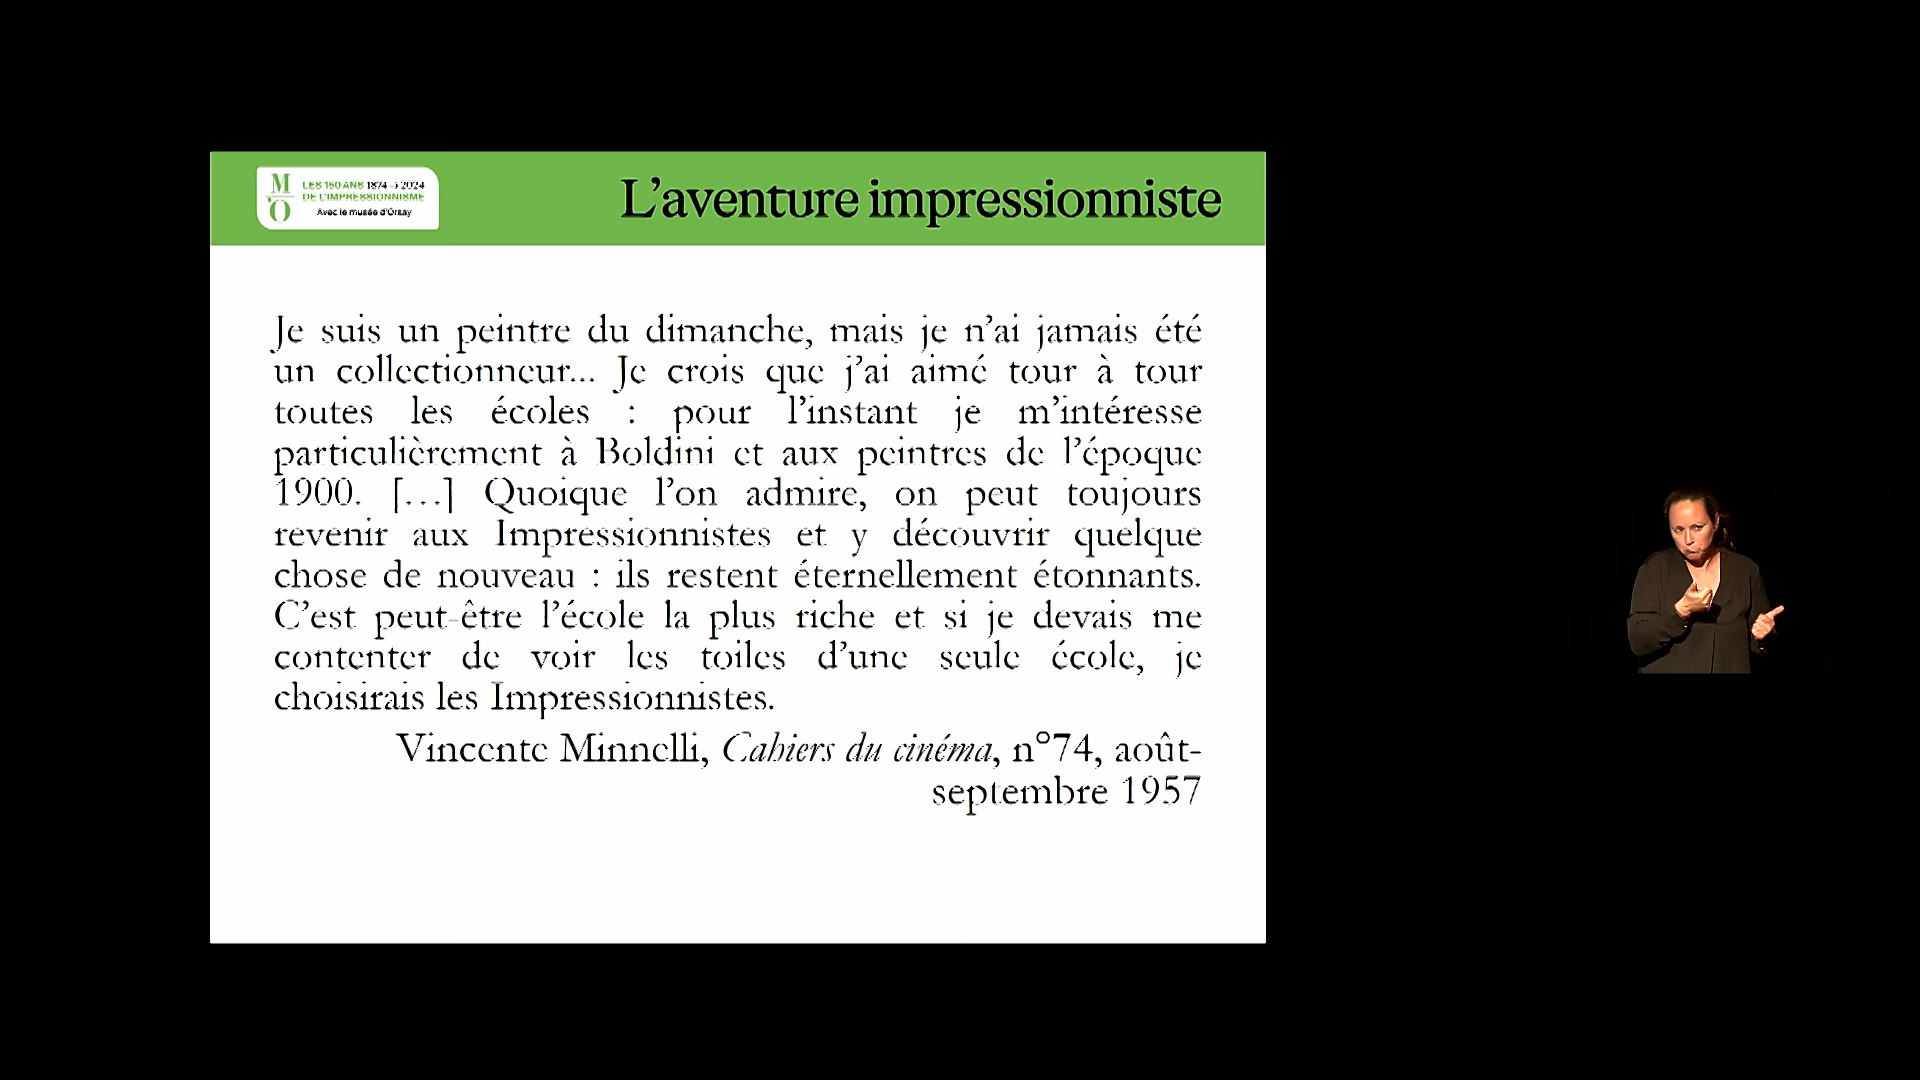 M
'O
LES 150 ANS 1874 → 2024
DE L'IMPRESSIONNISME
Avec le musée d'Orsay
L'aventure impressionniste
Je suis un peintre du dimanche, mais je n'ai jamais été
un collectionneur... Je crois que j'ai aimé tour à tour
toutes les écoles : pour l'instant je m'intéresse
particulièrement à Boldini et aux peintres de l'époque
1900. […] Quoique l'on admire, on peut toujours
revenir aux Impressionnistes et y découvrir quelque
chose de nouveau : ils restent éternellement étonnants.
C'est peut-être l'école la plus riche et si je devais me
contenter de voir les toiles d'une seule école, je
choisirais les Impressionnistes.
Vincente Minnelli, Cahiers du cinéma, n°74, août-
septembre 1957